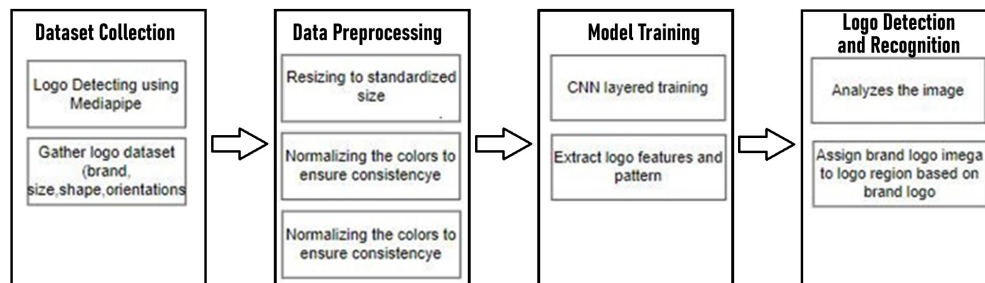 Dataset Collection
Logo Detecting using
Mediapipe
Gather logo dataset
(brand,
size,shape,orientations
Data Preprocessing
Resizing to standardized
size
Normalizing the colors to
ensure consistencye
Normalizing the colors to
ensure consistencye
Model Training
CNN layered training
Extract logo features and
pattern
Logo Detection
and Recognition
Analyzes the image
Assign brand logo imega
to logo region based on
brand logo